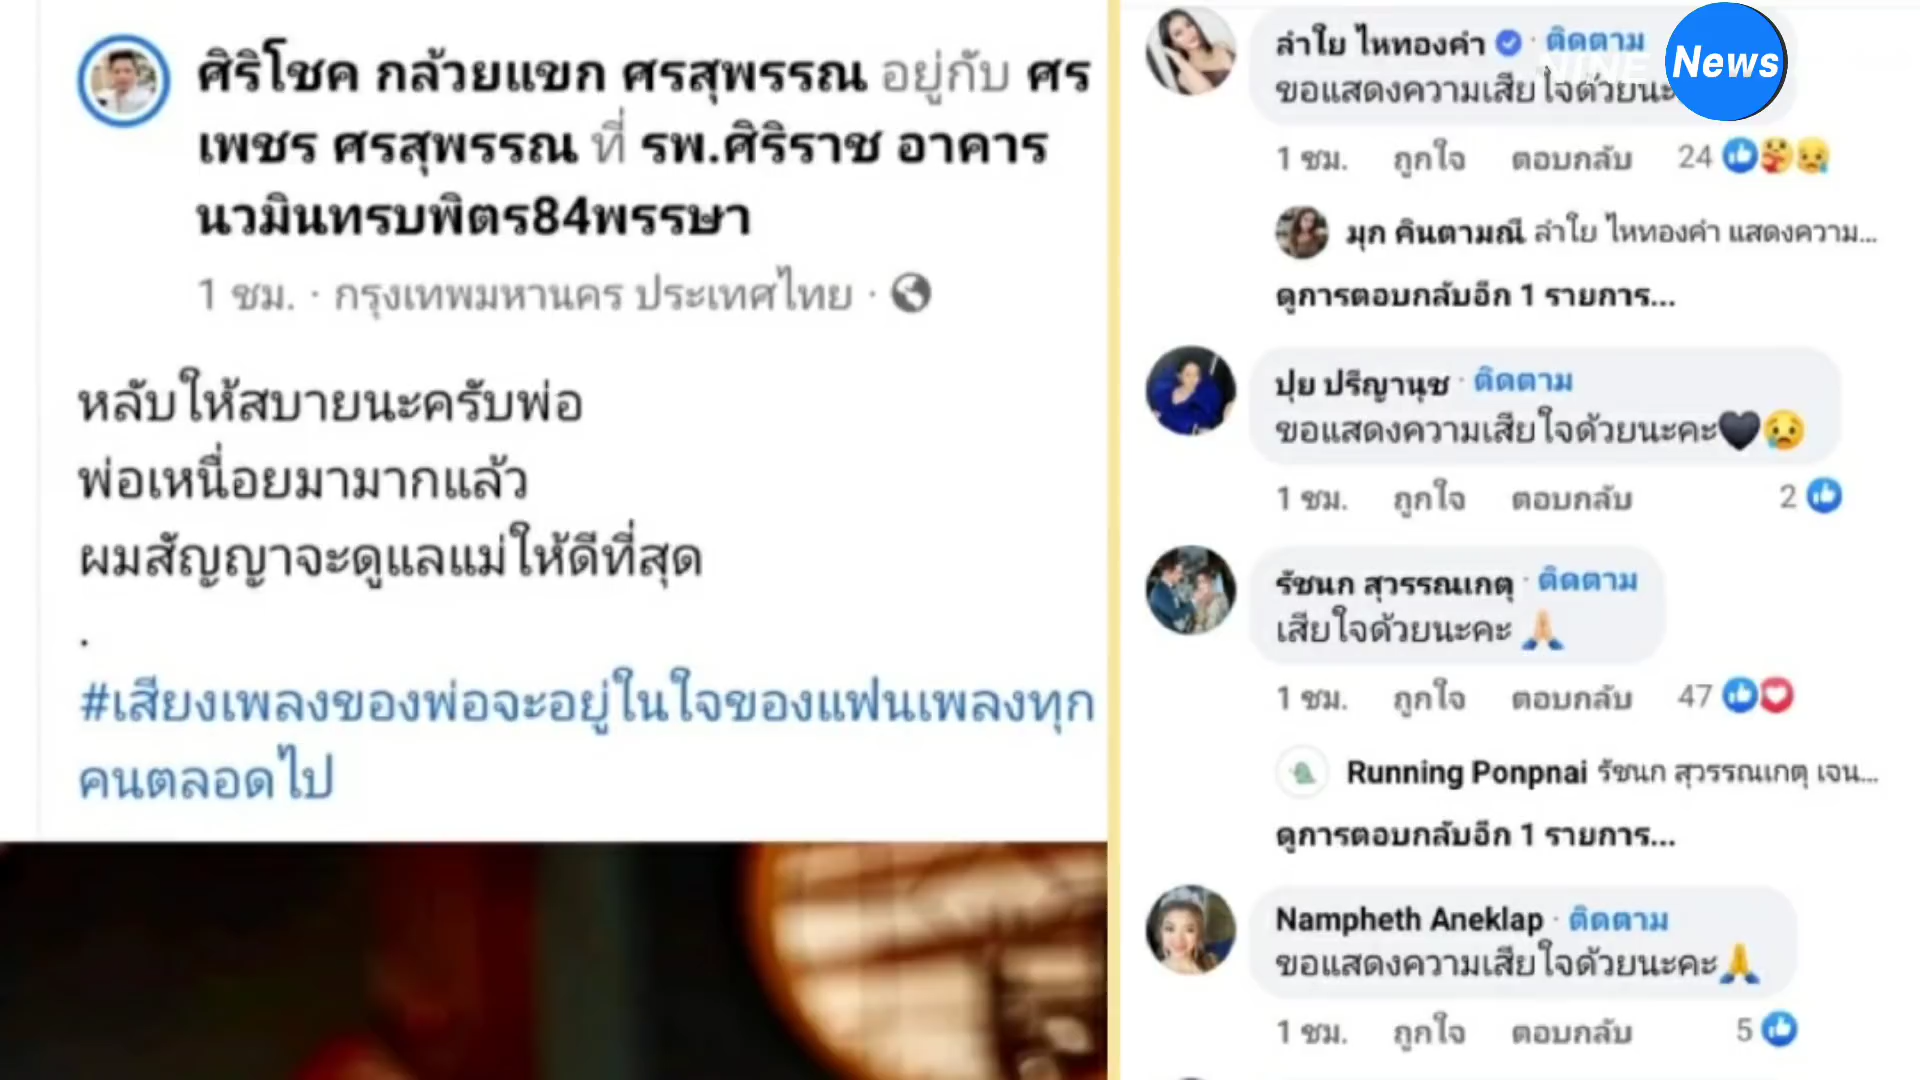 ศิริโชค กล้วยแขก ศรสุพรรณ อยู่กับ ศร
เพชร ศรสุพรรณ ที่ รพ.ศิริราช อาคาร
นวมินทรบพิตร84พรรษา
1 ชม. · กรุงเทพมหานคร ประเทศไทย ·
หลับให้สบายนะครับพ่อ
พ่อเหนื่อยมามากแล้ว
ผมสัญญาจะดูแลแม่ให้ดีที่สุด
.
#เสียงเพลงของพ่อจะอยู่ในใจของแฟนเพลงทุก
คนตลอดไป
ลำไย ไหทองคำ · ติดตาม
ขอแสดงความเสียใจด้วยนะ
NINE News
1 ชม. ถูกใจ ตอบกลับ 24
มุก คินตามณี ลำไย ไหทองคำ แสดงความ...
ดูการตอบกลับอีก 1 รายการ...
ปุย ปริญานุช · ติดตาม
ขอแสดงความเสียใจด้วยนะคะ🖤😢
1 ชม. ถูกใจ ตอบกลับ 2
รัชนก สุวรรณเกตุ · ติดตาม
เสียใจด้วยนะคะ 🙏🏻
1 ชม. ถูกใจ ตอบกลับ 47
Running Ponpnai รัชนก สุวรรณเกตุ เจน...
ดูการตอบกลับอีก 1 รายการ...
Nampheth Aneklap · ติดตาม
ขอแสดงความเสียใจด้วยนะคะ🙏
1 ชม. ถูกใจ ตอบกลับ 5